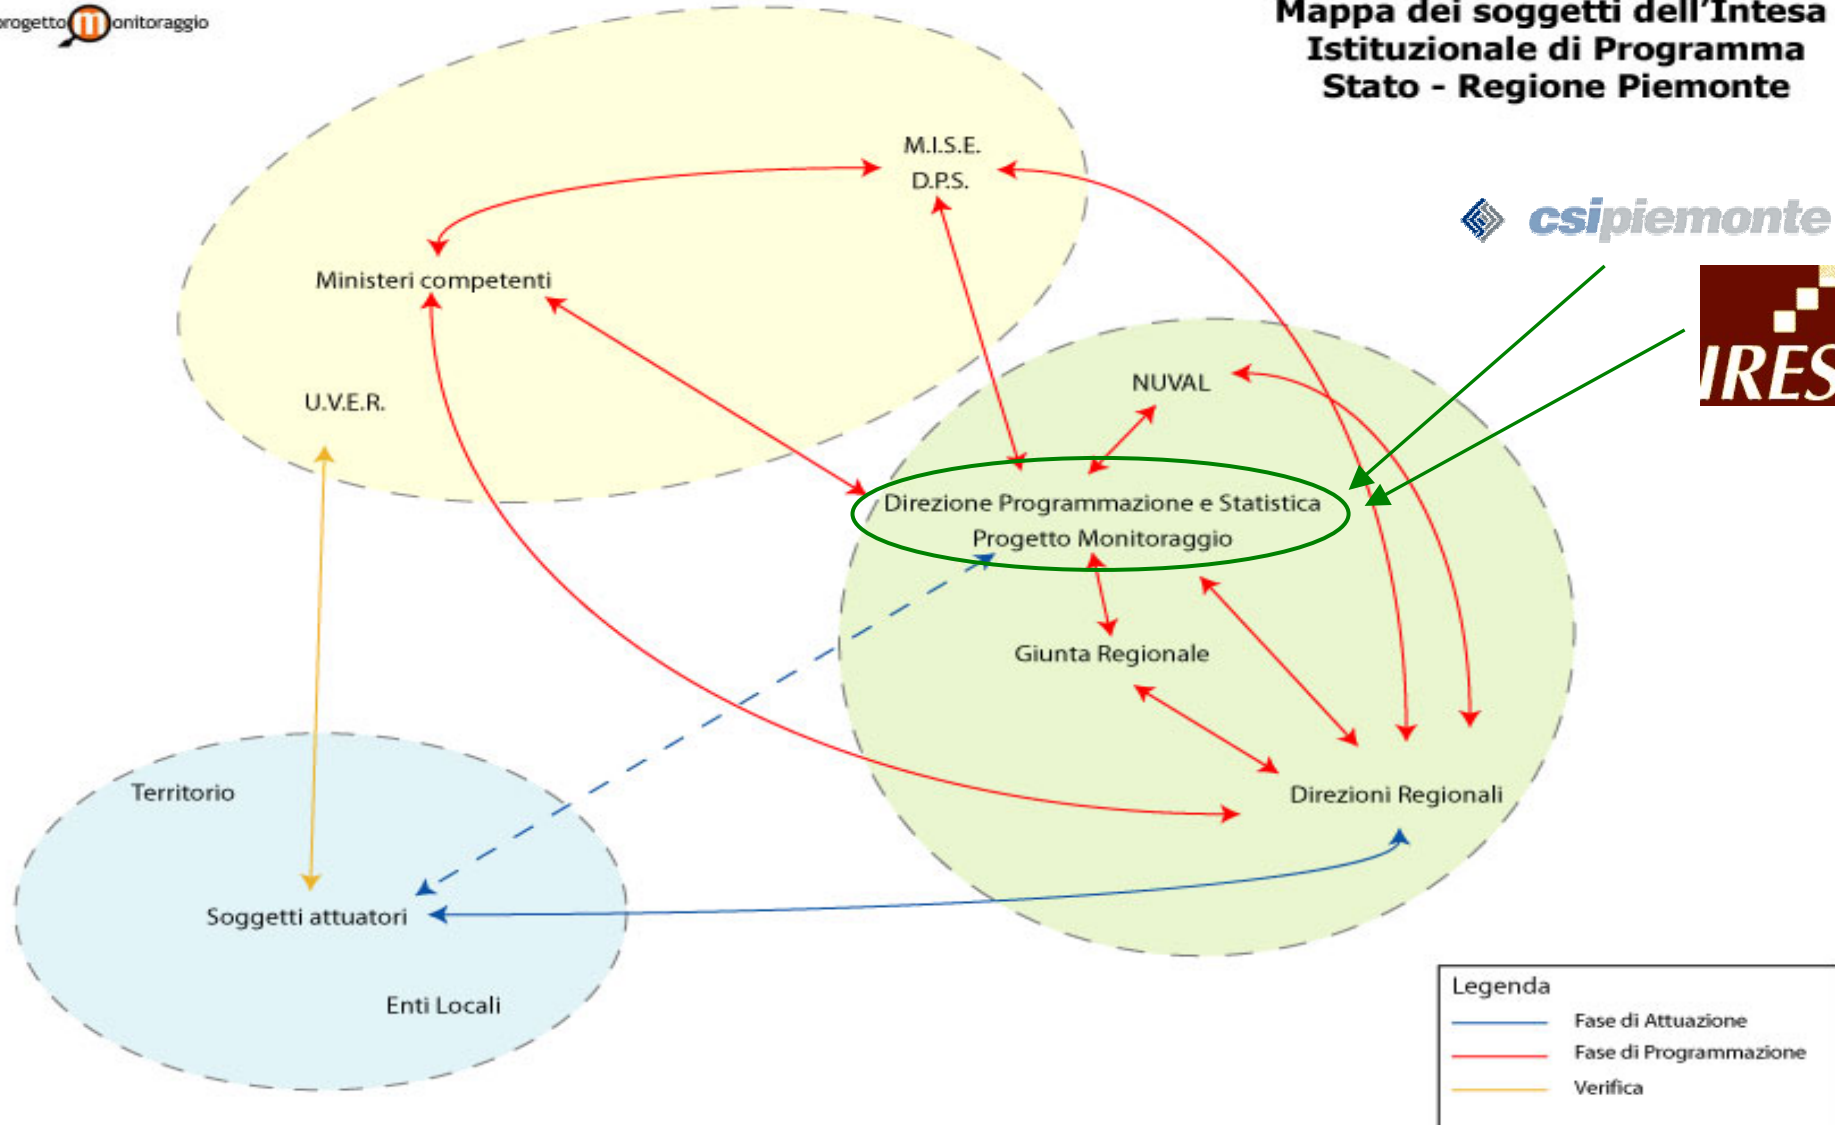 progetto monitoraggio
Mappa dei soggetti dell'Intesa
Istituzionale di Programma
Stato - Regione Piemonte
M.I.S.E.
D.P.S.
csipiemonte
Ministeri competenti
IRES
NUVAL
U.V.E.R.
Direzione Programmazione e Statistica
Progetto Monitoraggio
Giunta Regionale
Territorio
Direzioni Regionali
Soggetti attuatori
Enti Locali
Legenda
Fase di Attuazione
Fase di Programmazione
Verifica